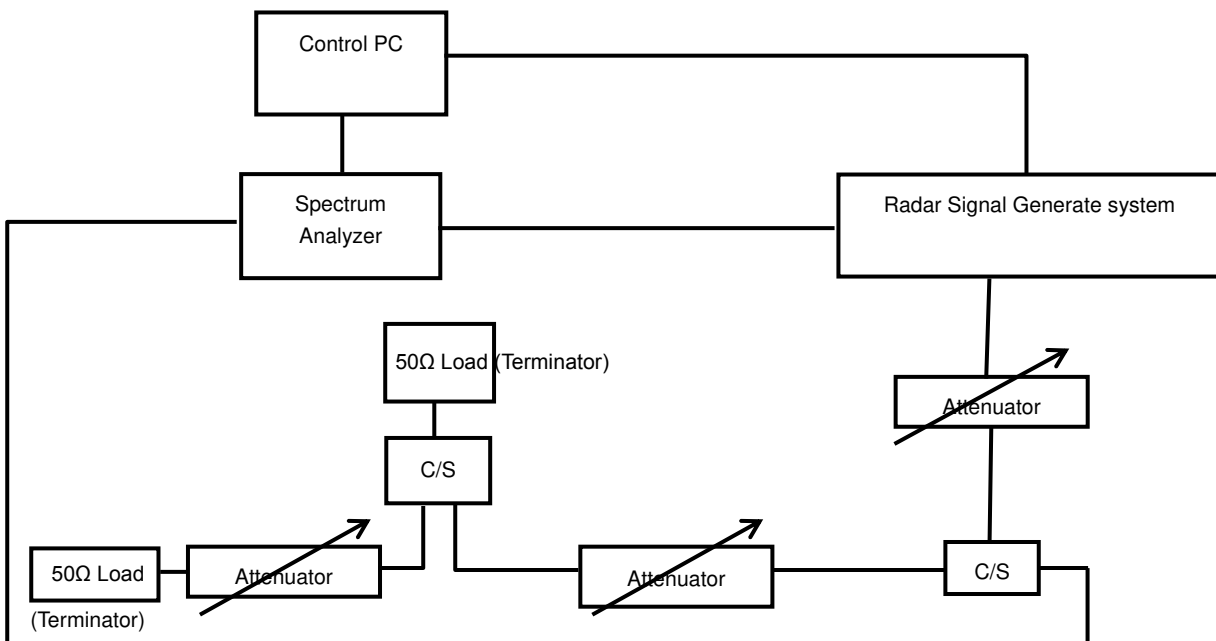 Control PC
Spectrum
Analyzer
Radar Signal Generate system
50Ω Load (Terminator)
Attenuator
C/S
50Ω Load
(Terminator)
Attenuator
Attenuator
C/S